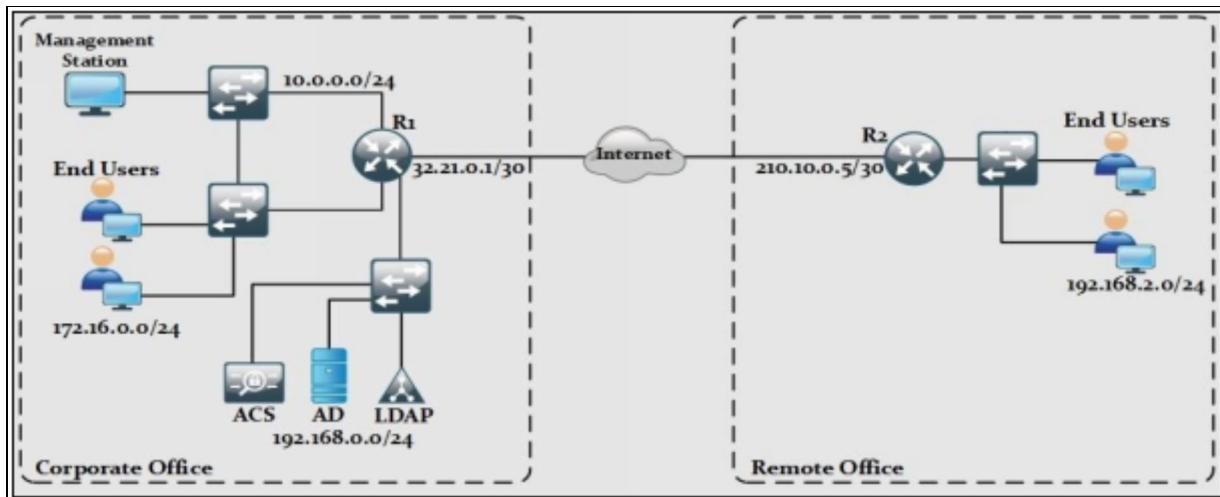 Management
Station
10.0.0.0/24
R1
End Users
32.21.0.1/30
172.16.0.0/24
ACS
AD
LDAP
192.168.0.0/24
Corporate Office
Internet
R2
210.10.0.5/30
End Users
192.168.2.0/24
Remote Office